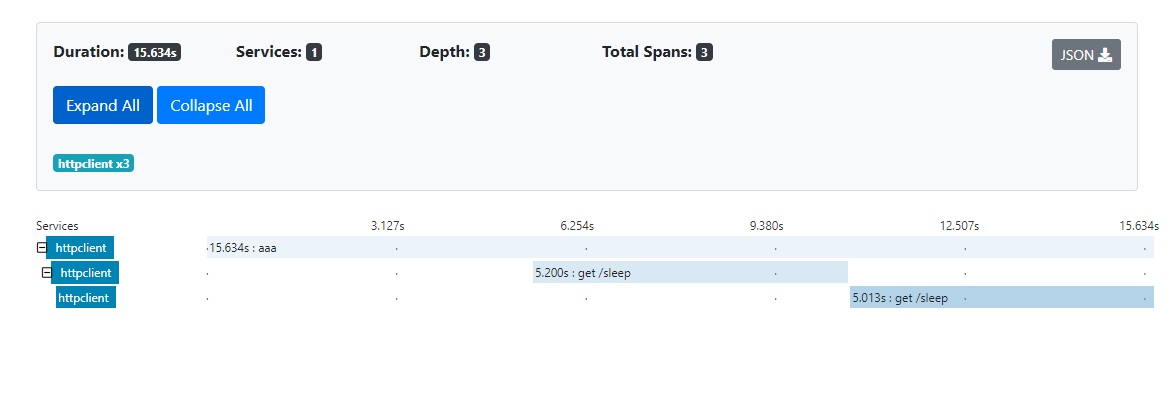 Duration: 15.634s Services: 1 Depth: 3 Total Spans: 3 JSON
Expand All Collapse All
httpclient x3
Services 3.127s 6.254s 9.380s 12.507s 15.634s
httpclient 15.634s : aaa
httpclient 5.200s : get /sleep
httpclient 5.013s : get /sleep